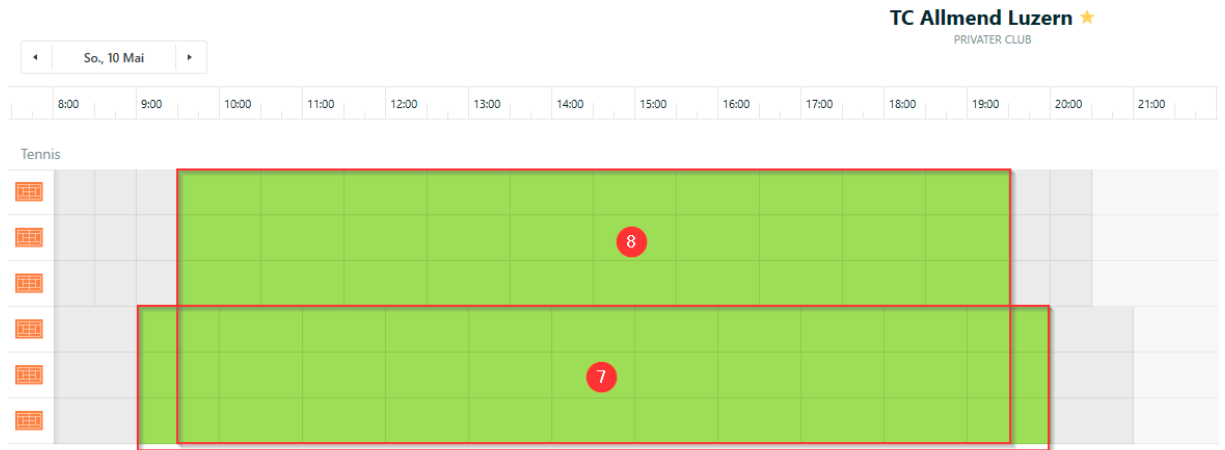 TC Allmend Luzern
PRIVATER CLUB
So., 10 Mai
8:00 9:00 10:00 11:00 12:00 13:00 14:00 15:00 16:00 17:00 18:00 19:00 20:00 21:00
Tennis
8
7